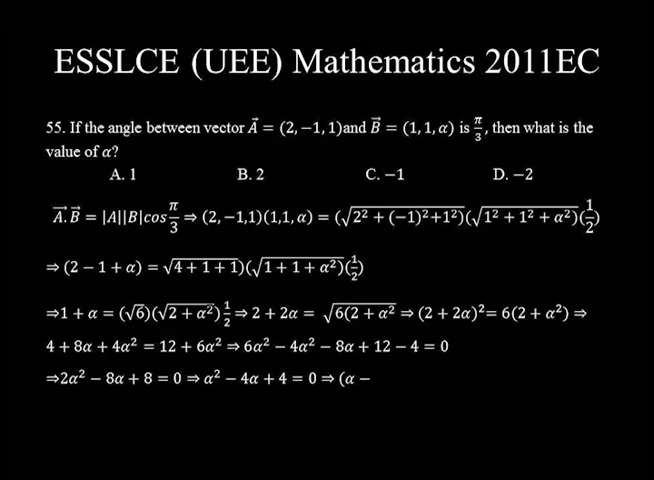 ESSLCE (UEE) Mathematics 2011EC
55. If the angle between vector A⃗ = (2, −1, 1)and B⃗ = (1, 1, α) is π/3, then what is the
value of α?
A. 1 B. 2 C. −1 D. −2
A⃗.B⃗ = |A||B|cos π/3 ⇒ (2, −1,1)(1,1, α) = (√(2² + (−1)²+1²))(√(1² + 1² + α²))(1/2)
⇒ (2 − 1 + α) = √(4 + 1 + 1))(√(1 + 1 + α²))(1/2)
⇒1 + α = (√6)(√(2 + α²))1/2 ⇒ 2 + 2α = √(6(2 + α²) ⇒ (2 + 2α)²= 6(2 + α²) ⇒
4 + 8α + 4α² = 12 + 6α² ⇒ 6α² − 4α² − 8α + 12 − 4 = 0
⇒2α² − 8α + 8 = 0 ⇒ α² − 4α + 4 = 0 ⇒ (α −